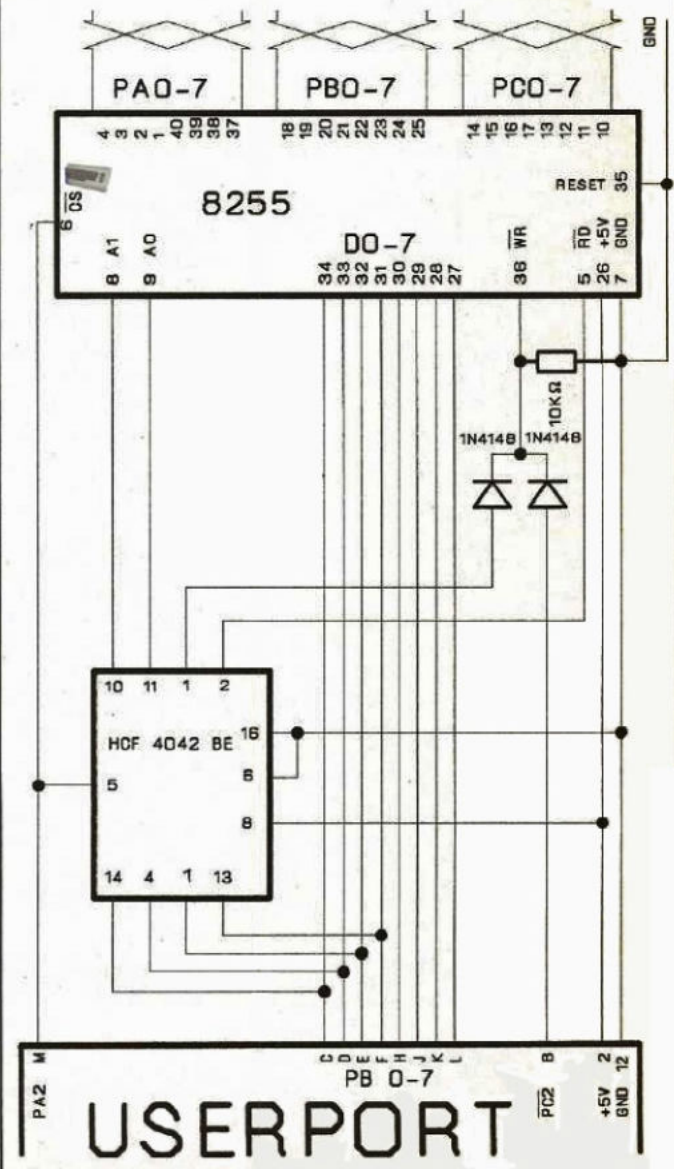 GND
PA0-7 PB0-7 PC0-7
4 3 2 1 40 39 38 37 18 19 20 21 22 23 24 25 14 15 16 17 13 12 11 10
RESET 35
6 CS
8255
8 A1 9 A0
D0-7
34 33 32 31 30 29 28 27
36 WR 5 RD 26 +5V 7 GND
10KΩ
1N4148 1N4148
10 11 1 2
HCF 4042 BE
16
6
5
8
14 4 1 13
PA2 M C D E F H J K L B 2 12
PB 0-7
PC2 +5V GND
USERPORT